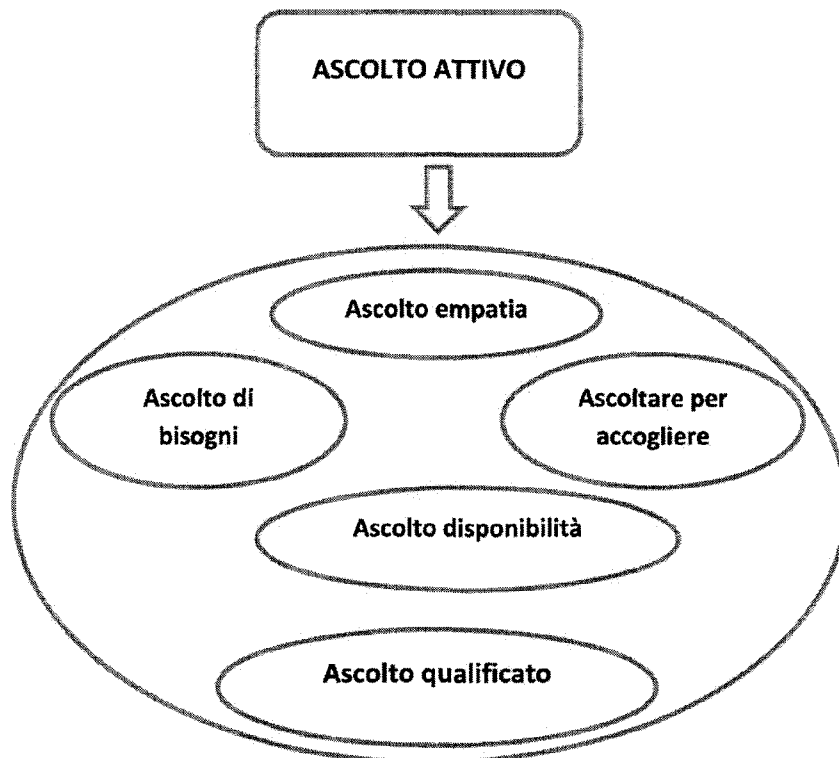 ASCOLTO ATTIVO
Ascolto empatia
Ascolto di
bisogni
Ascoltare per
accogliere
Ascolto disponibilità
Ascolto qualificato